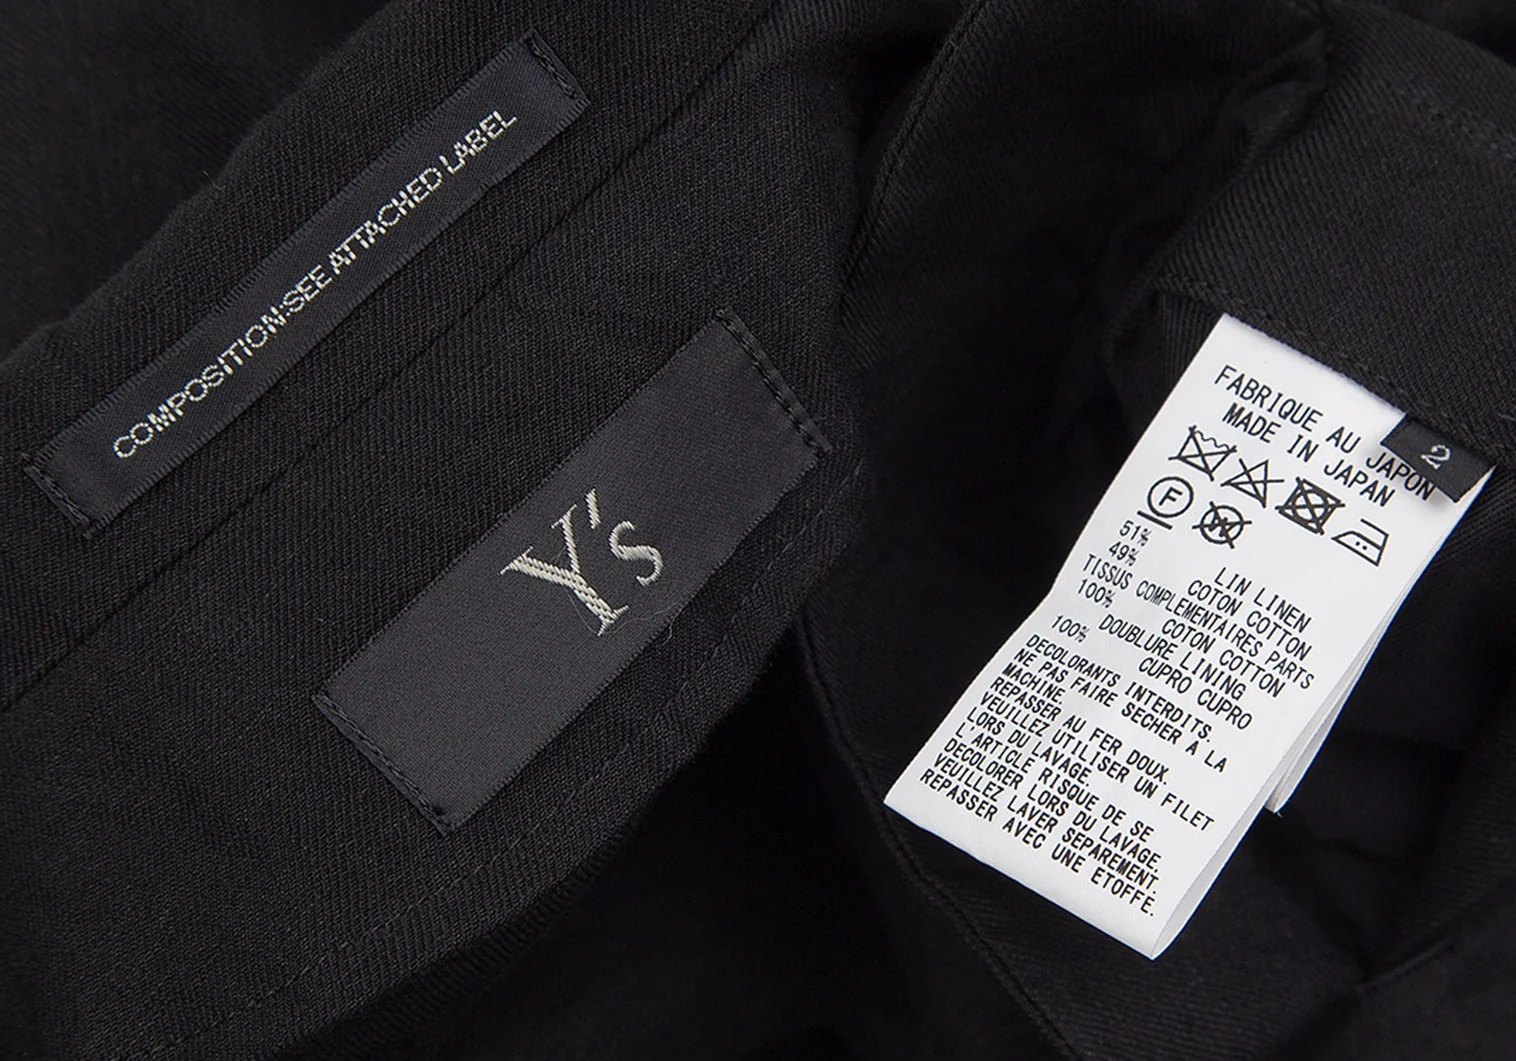 COMPOSITION:SEE ATTACHED LABEL
Y's
2
FABRIQUE AU JAPON
MADE IN JAPAN
F
W
51% LIN LINEN
49% COTON COTTON
TISSUS COMPLEMENTAIRES PARTS
100% COTON COTTON
DOUBLURE LINING
100% CUPRO CUPRO
DECOLORANTS INTERDITS.
NE PAS FAIRE SECHER A LA
MACHINE.
REPASSER AU FER DOUX.
VEUILLEZ UTILISER UN FILET
LORS DU LAVAGE.
L'ARTICLE RISQUE DE SE
DECOLORER LORS DU LAVAGE,
VEUILLEZ LAVER SEPAREMENT.
REPASSER AVEC UNE ETOFFE.